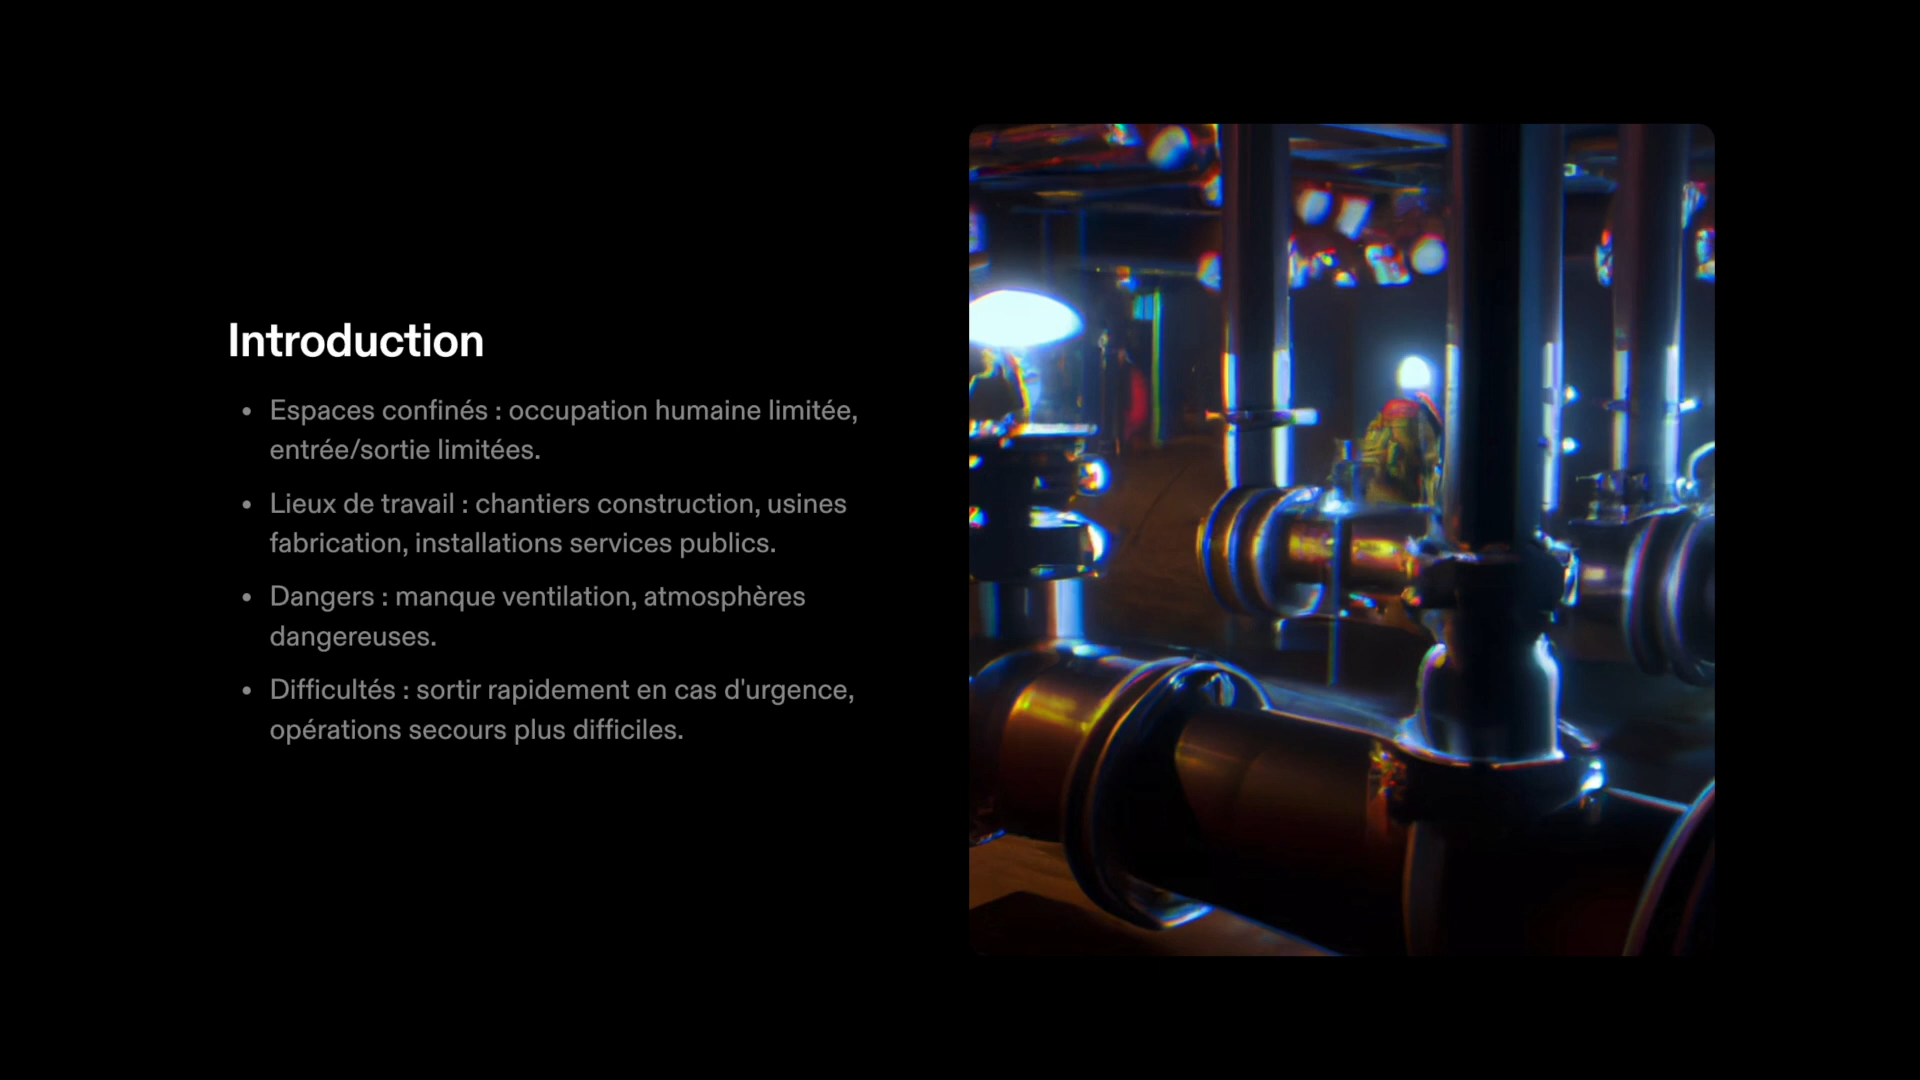 Introduction
• Espaces confinés : occupation humaine limitée,
entrée/sortie limitées.
• Lieux de travail : chantiers construction, usines
fabrication, installations services publics.
• Dangers : manque ventilation, atmosphères
dangereuses.
• Difficultés : sortir rapidement en cas d'urgence,
opérations secours plus difficiles.